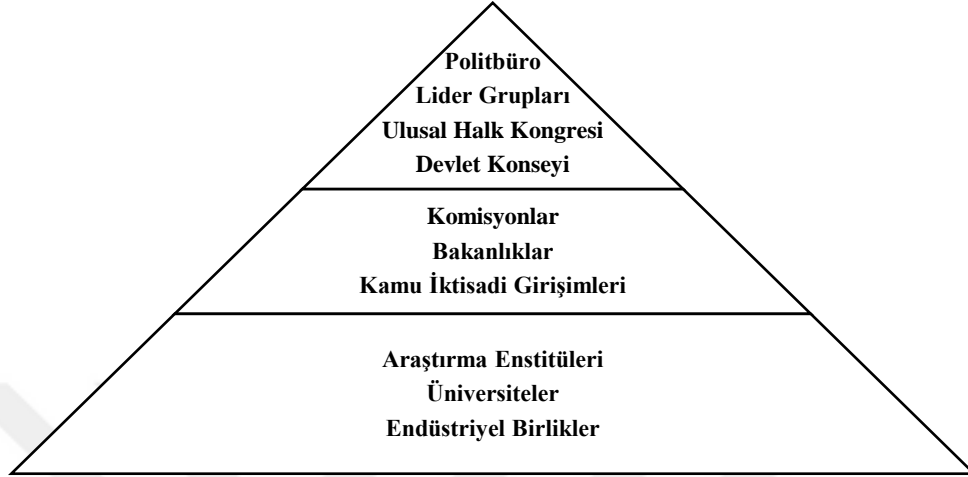 Politbüro
Lider Grupları
Ulusal Halk Kongresi
Devlet Konseyi
Komisyonlar
Bakanlıklar
Kamu İktisadi Girişimleri
Araştırma Enstitüleri
Üniversiteler
Endüstriyel Birlikler